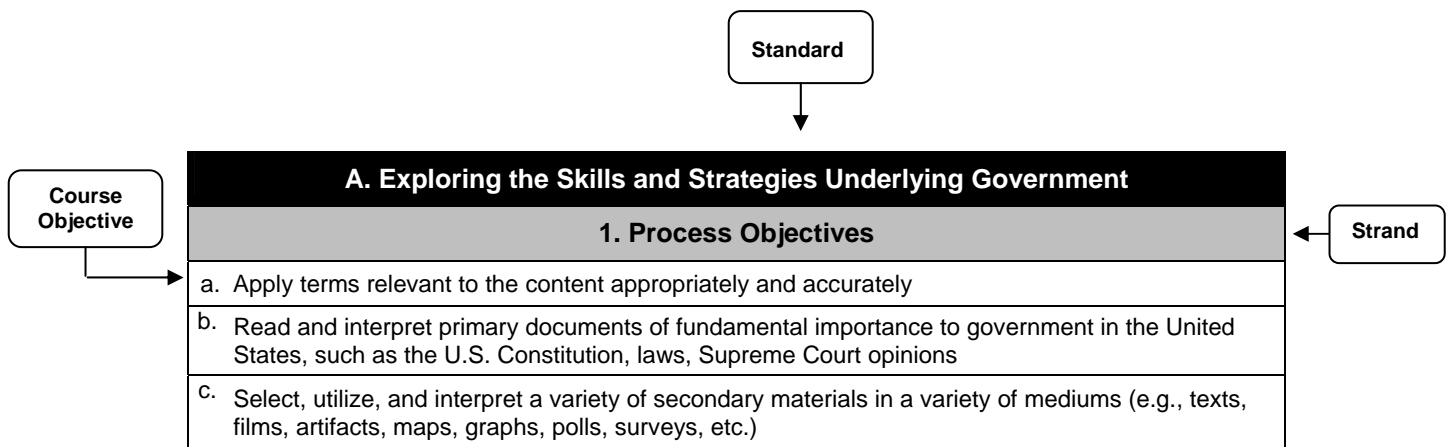 Standard
Course
Objective
A. Exploring the Skills and Strategies Underlying Government
1. Process Objectives
Strand
a. Apply terms relevant to the content appropriately and accurately
b. Read and interpret primary documents of fundamental importance to government in the United
States, such as the U.S. Constitution, laws, Supreme Court opinions
c. Select, utilize, and interpret a variety of secondary materials in a variety of mediums (e.g., texts,
films, artifacts, maps, graphs, polls, surveys, etc.)